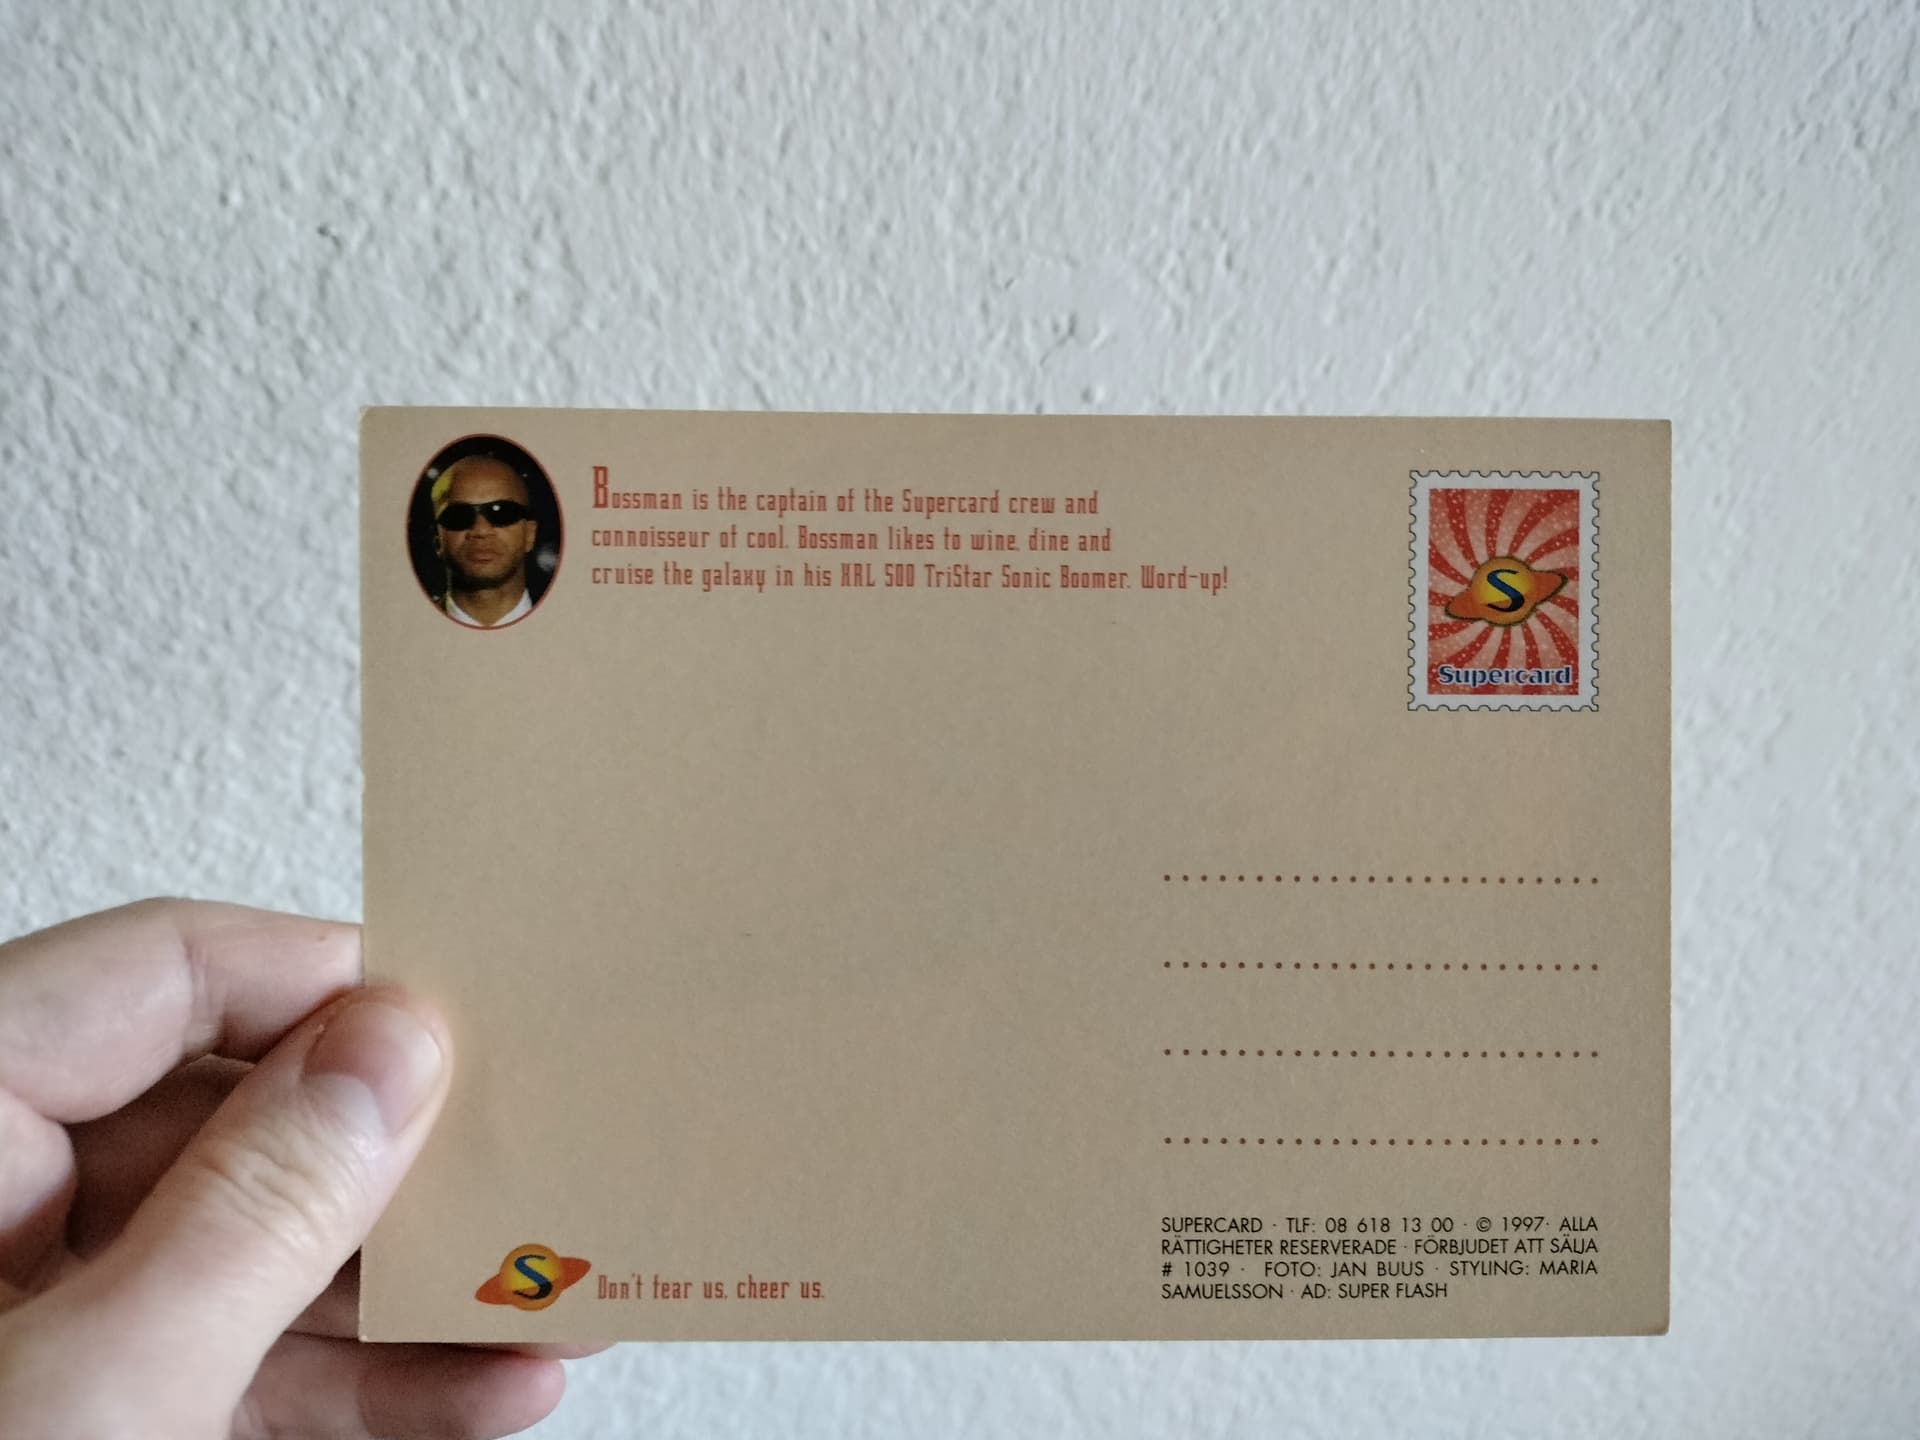 Bossman is the captain of the Supercard crew and
connoisseur of cool. Bossman likes to wine, dine and
cruise the galaxy in his XRL 500 TriStar Sonic Boomer. Word-up!
S
Supercard
S
Don't fear us, cheer us.
SUPERCARD · TLF: 08 618 13 00 · © 1997· ALLA
RÄTTIGHETER RESERVERADE · FÖRBJUDET ATT SÄLJA
# 1039 · FOTO: JAN BUUS · STYLING: MARIA
SAMUELSSON · AD: SUPER FLASH